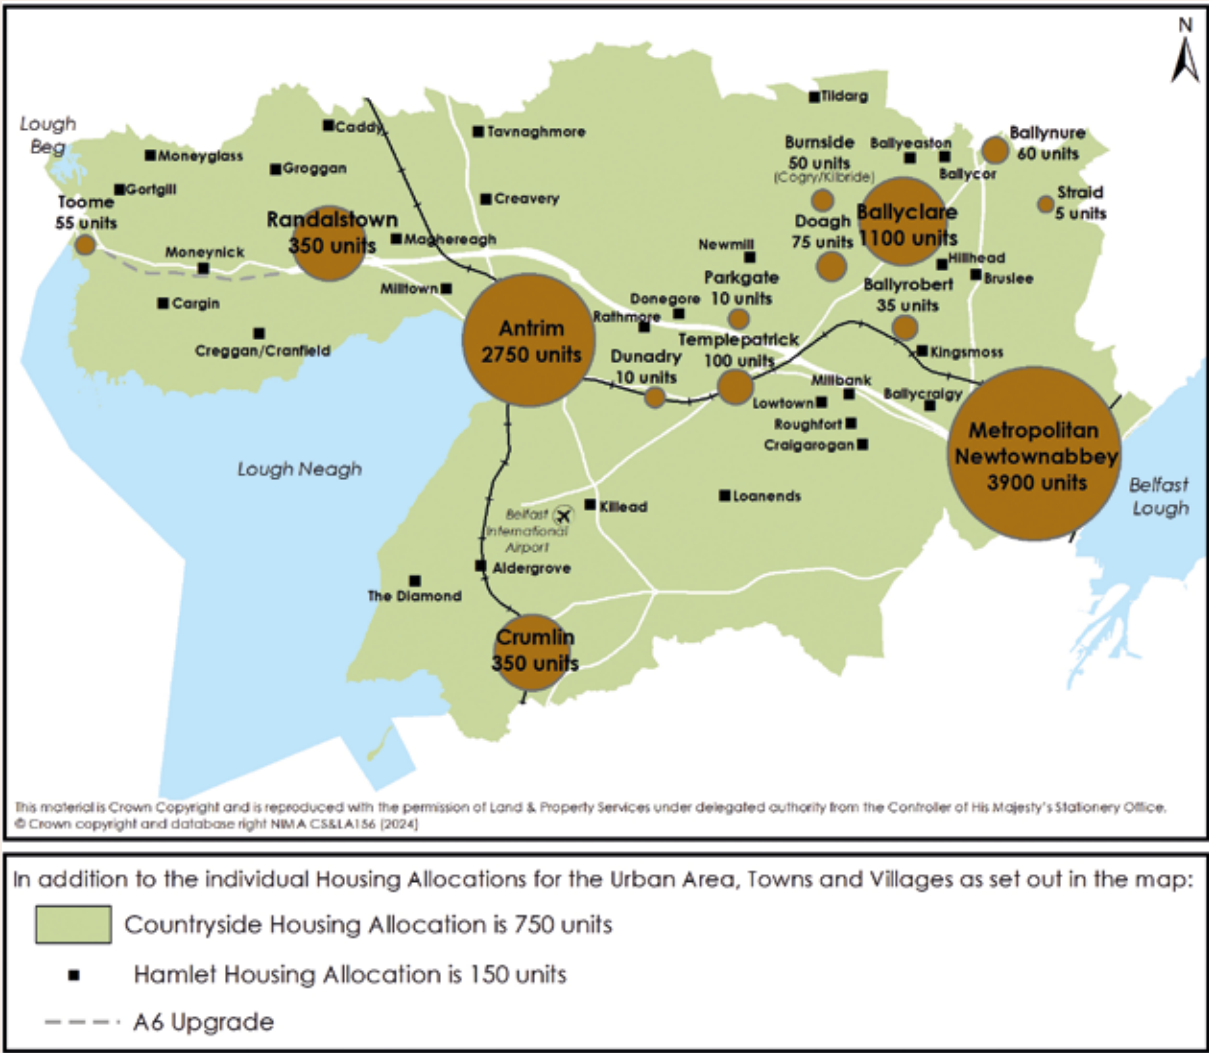 N
Lough
Beg
Tildarg
Caddy
Tavnaghmore
Ballynure
60 units
Burnside
50 units
(Cogry/Kilbride)
Ballyeaston
Ballycor
Moneyglass
Groggan
Gortgill
Creavery
Straid
5 units
Toome
55 units
Randalstown
350 units
Maghereagh
Doagh
75 units
Ballyclare
1100 units
Newmill
Moneynick
Hillhead
Bruslee
Milltown
Parkgate
10 units
Ballyrobert
35 units
Cargin
Donegore
Rathmore
Creggan/Cranfield
Antrim
2750 units
Templepatrick
100 units
Dunadry
10 units
Kingsmoss
Millbank
Lowtown
Ballycraigy
Roughfort
Craigarogan
Metropolitan
Newtownabbey
3900 units
Lough Neagh
Belfast
Lough
Loanends
Killead
Belfast
International
Airport
Aldergrove
The Diamond
Crumlin
350 units
This material is Crown Copyright and is reproduced with the permission of Land & Property Services under delegated authority from the Controller of His Majesty's Stationery Office.
© Crown copyright and database right NIMA CS&LA156 (2024)
In addition to the individual Housing Allocations for the Urban Area, Towns and Villages as set out in the map:
Countryside Housing Allocation is 750 units
Hamlet Housing Allocation is 150 units
A6 Upgrade